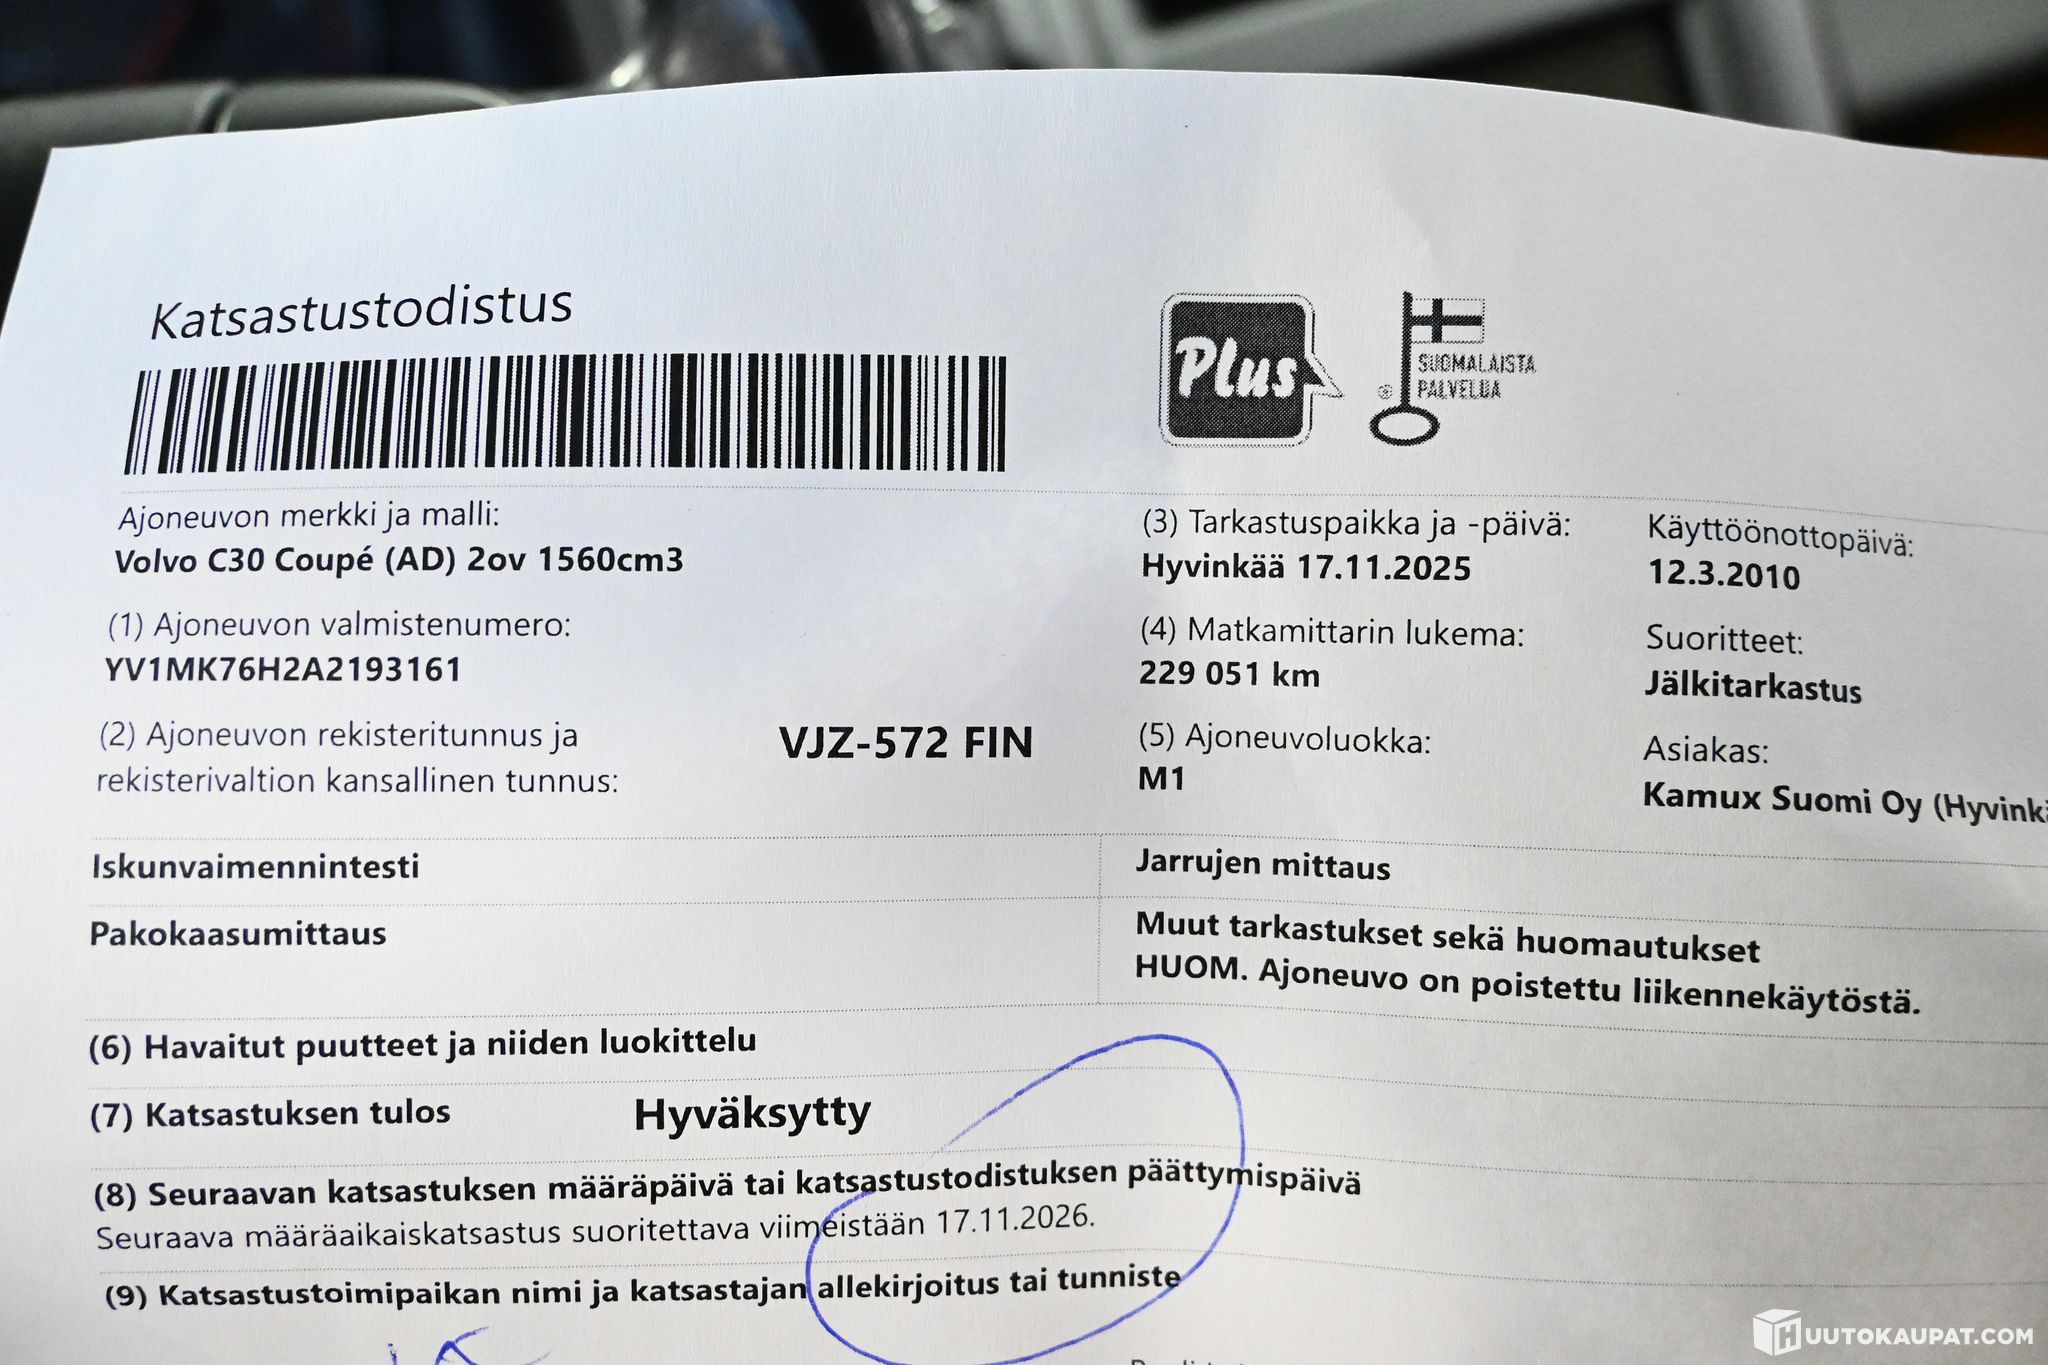 Katsastustodistus
Plus
SUOMALAISTA
® PALVELUA
Ajoneuvon merkki ja malli:
Volvo C30 Coupé (AD) 2ov 1560cm3
(1) Ajoneuvon valmistenumero:
YV1MK76H2A2193161
(2) Ajoneuvon rekisteritunnus ja
rekisterivaltion kansallinen tunnus:
VJZ-572 FIN
(3) Tarkastuspaikka ja -päivä:
Hyvinkää 17.11.2025
(4) Matkamittarin lukema:
229 051 km
(5) Ajoneuvoluokka:
M1
Käyttöönottopäivä:
12.3.2010
Suoritteet:
Jälkitarkastus
Asiakas:
Kamux Suomi Oy (Hyvinkä
Iskunvaimennintesti
Jarrujen mittaus
Pakokaasumittaus
Muut tarkastukset sekä huomautukset
HUOM. Ajoneuvo on poistettu liikennekäytöstä.
(6) Havaitut puutteet ja niiden luokittelu
(7) Katsastuksen tulos Hyväksytty
(8) Seuraavan katsastuksen määräpäivä tai katsastustodistuksen päättymispäivä
Seuraava määräaikaiskatsastus suoritettava viimeistään 17.11.2026.
(9) Katsastustoimipaikan nimi ja katsastajan allekirjoitus tai tunniste
HUUTOKAUPAT.COM